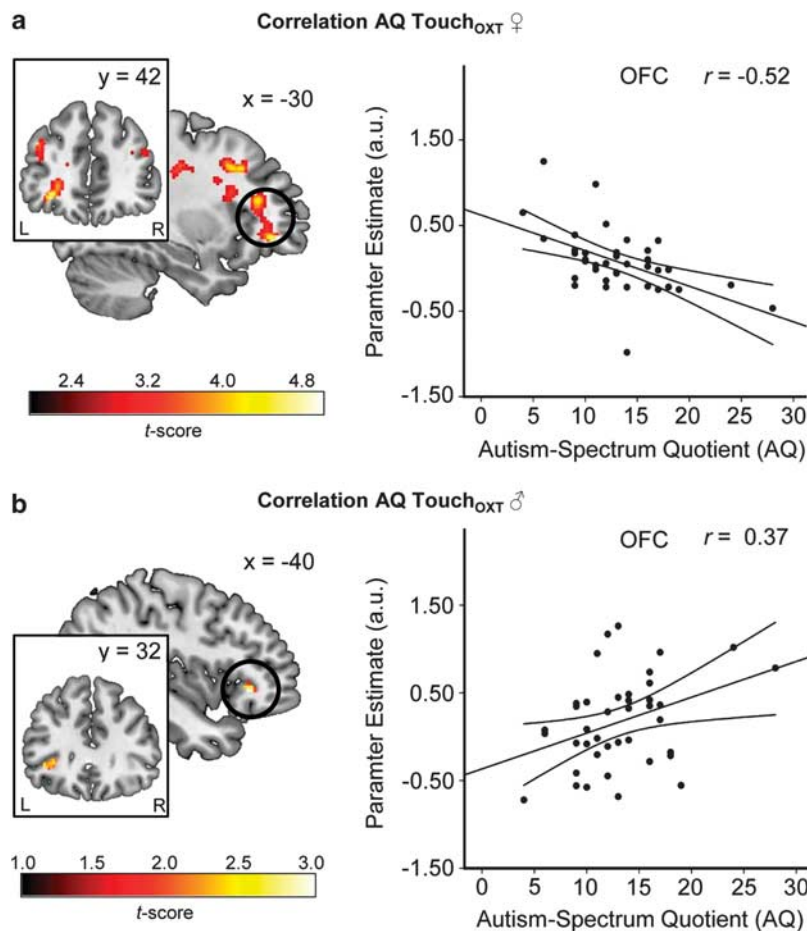 a
Correlation AQ Touch_OXT ♀
y = 42
L
R
x = -30
2.4 3.2 4.0 4.8
t-score
OFC r = -0.52
Paramter Estimate (a.u.)
1.50
0.50
-0.50
-1.50
0 5 10 15 20 25 30
Autism-Spectrum Quotient (AQ)
b
Correlation AQ Touch_OXT ♂
x = -40
y = 32
L
R
1.0 1.5 2.0 2.5 3.0
t-score
OFC r = 0.37
Paramter Estimate (a.u.)
1.50
0.50
-0.50
-1.50
0 5 10 15 20 25 30
Autism-Spectrum Quotient (AQ)